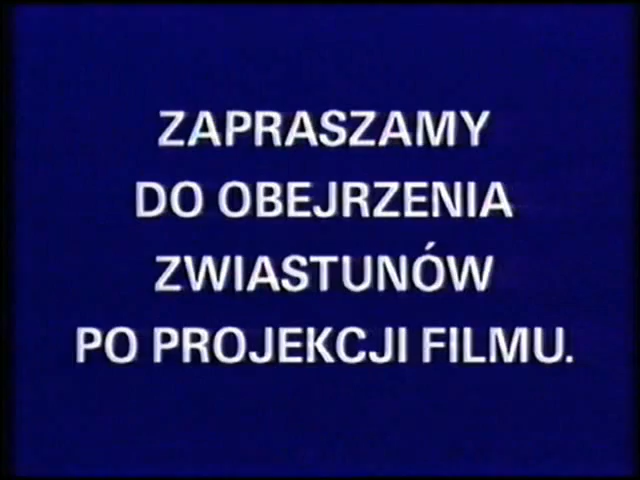 ZAPRASZAMY
DO OBEJRZENIA
ZWIASTUNÓW
PO PROJEKCJI FILMU.